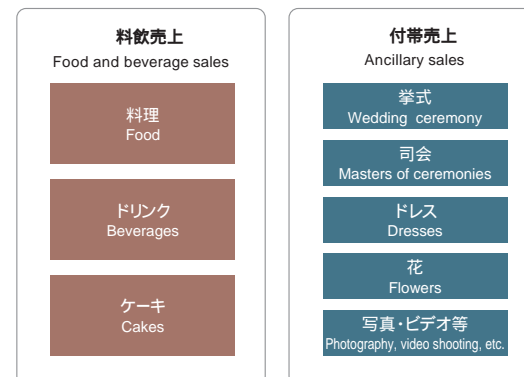 料飲売上
Food and beverage sales
料理
Food
ドリンク
Beverages
ケーキ
Cakes
付帯売上
Ancillary sales
挙式
Wedding ceremony
司会
Masters of ceremonies
ドレス
Dresses
花
Flowers
写真・ビデオ等
Photography, video shooting, etc.